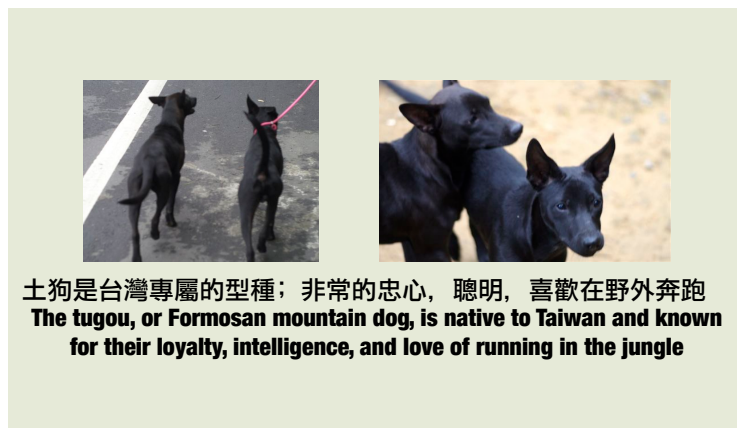 土狗是台灣專屬的型種；非常的忠心，聰明，喜歡在野外奔跑
The tugou, or Formosan mountain dog, is native to Taiwan and known
for their loyalty, intelligence, and love of running in the jungle